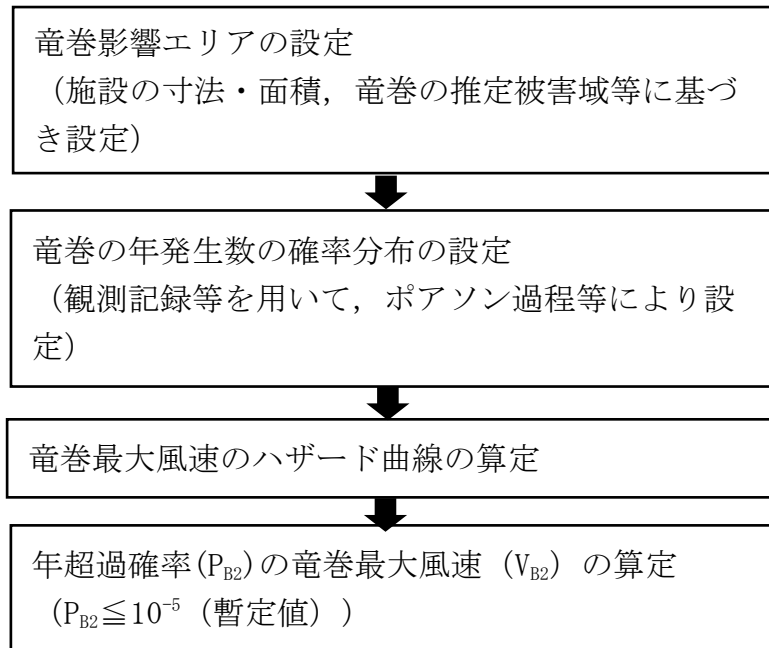 竜巻影響エリアの設定
（施設の寸法・面積，竜巻の推定被害域等に基づ
き設定）
竜巻の年発生数の確率分布の設定
（観測記録等を用いて，ポアソン過程等により設
定）
竜巻最大風速のハザード曲線の算定
年超過確率(P_B2)の竜巻最大風速（V_B2）の算定
（P_B2≦10⁻⁵（暫定値））